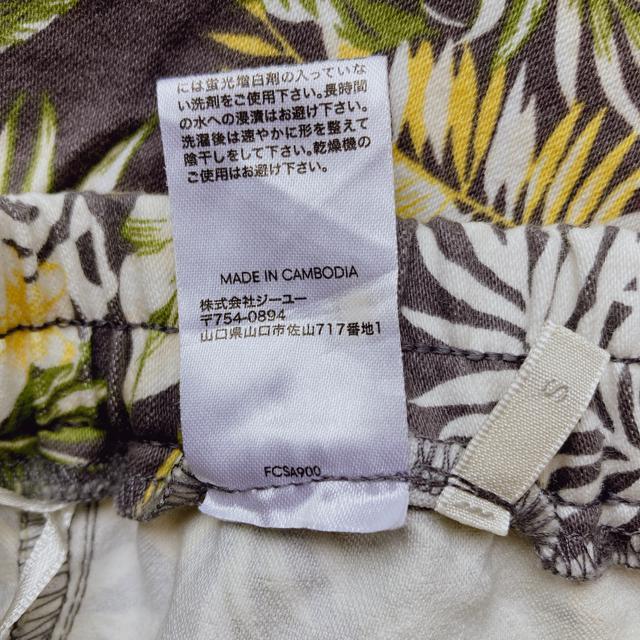 には蛍光増白剤の入っていな
い洗剤をご使用下さい。長時間
の水への浸漬はお避け下さい。
洗濯後は速やかに形を整えて
陰干しをして下さい。乾燥機の
ご使用はお避け下さい。
MADE IN CAMBODIA
株式会社ジーユー
〒754-0894
山口県山口市佐山717番地1
FCSA900
S